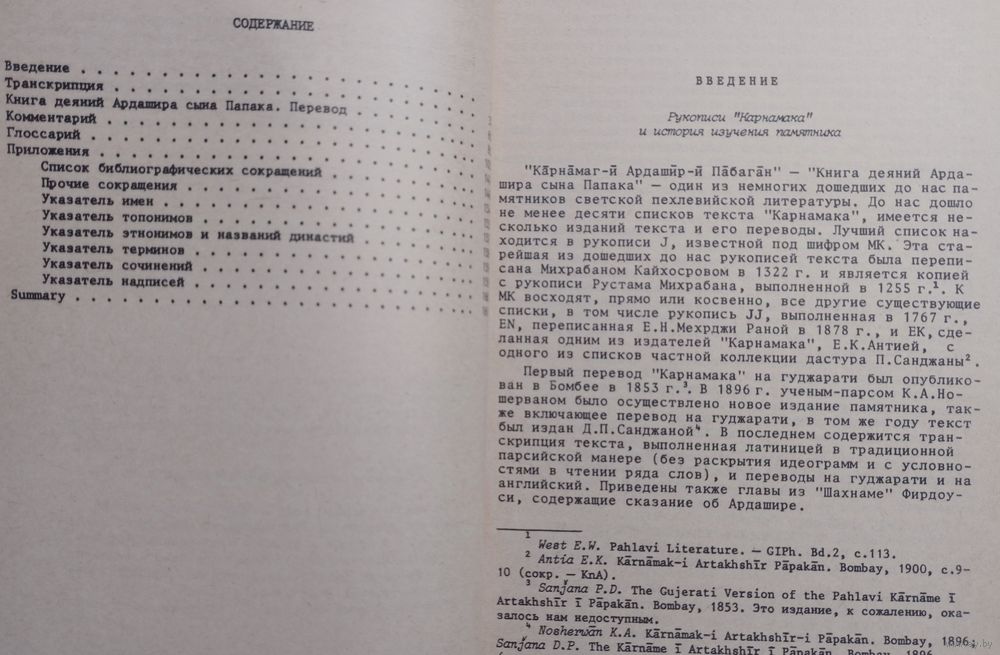 СОДЕРЖАНИЕ
Введение . . . . . . . . . . . . . . . . . . . . . . . .
Транскрипция . . . . . . . . . . . . . . . . . . . . . .
Книга деяний Ардашира сына Папака. Перевод . . . . . . .
Комментарий . . . . . . . . . . . . . . . . . . . . . .
Глоссарий . . . . . . . . . . . . . . . . . . . . . . .
Приложения . . . . . . . . . . . . . . . . . . . . . . .
Список библиографических сокращений . . . . . . . . .
Прочие сокращения . . . . . . . . . . . . . . . . . .
Указатель имен . . . . . . . . . . . . . . . . . . .
Указатель топонимов . . . . . . . . . . . . . . . . .
Указатель этнонимов и названий династий . . . . . . .
Указатель терминов . . . . . . . . . . . . . . . . .
Указатель сочинений . . . . . . . . . . . . . . . . .
Указатель надписей . . . . . . . . . . . . . . . . .
Summary . . . . . . . . . . . . . . . . . . . . . . . .
ВВЕДЕНИЕ
Рукописи "Карнамака"
и история изучения памятника
"Кāрнāмаг-й Ардашӣр-й Пāбагāн" — "Книга деяний Арда-
шира сына Папака" — один из немногих дошедших до нас па-
мятников светской пехлевийской литературы. До нас дошло
не менее десяти списков текста "Карнамака", имеется не-
сколько изданий текста и его переводы. Лучший список на-
ходится в рукописи J, известной под шифром МК. Эта ста-
рейшая из дошедших до нас рукописей текста была перепи-
сана Михрабаном Кайхосровом в 1322 г. и является копией
с рукописи Рустама Михрабана, выполненной в 1255 г.¹. К
МК восходят, прямо или косвенно, все другие существующие
списки, в том числе рукопись JJ, выполненная в 1767 г.,
EN, переписанная Е.Н.Мехрджи Раной в 1878 г., и ЕК, сде-
ланная одним из издателей "Карнамака", Е.К.Антией, с
одного из списков частной коллекции дастура П.Санджаны².
Первый перевод "Карнамака" на гуджарати был опублико-
ван в Бомбее в 1853 г.³. В 1896 г. ученым-парсом К.А.Но-
шерваном было осуществлено новое издание памятника, так-
же включающее перевод на гуджарати, в том же году текст
был издан Д.П.Санджаной⁴. В последнем содержится тран-
скрипция текста, выполненная латиницей в традиционной
парсийской манере (без раскрытия идеограмм и с условно-
стями в чтении ряда слов), и переводы на гуджарати и на
английский. Приведены также главы из "Шахнаме" Фирдоу-
си, содержащие сказание об Ардашире.
¹ West E.W. Pahlavi Literature. — GIPh. Bd.2, с.113.
² Antia E.K. Kārnāmak-i Artakhshīr Pāpakān. Bombay, 1900, с.9-
10 (сокр. — KnA).
³ Sanjana P.D. The Gujerati Version of the Pahlavi Kārnāme ī
Artakhshīr ī Pāpakān. Bombay, 1853. Это издание, к сожалению, ока-
залось нам недоступным.
⁴ Nosherwān K.A. Kārnāmak-i Artakhshīr-i Pāpakān. Bombay, 1896;
Sanjana D.P. The Kārnāme ī Artakhshīr ī Pāpakān. Bombay, 1896